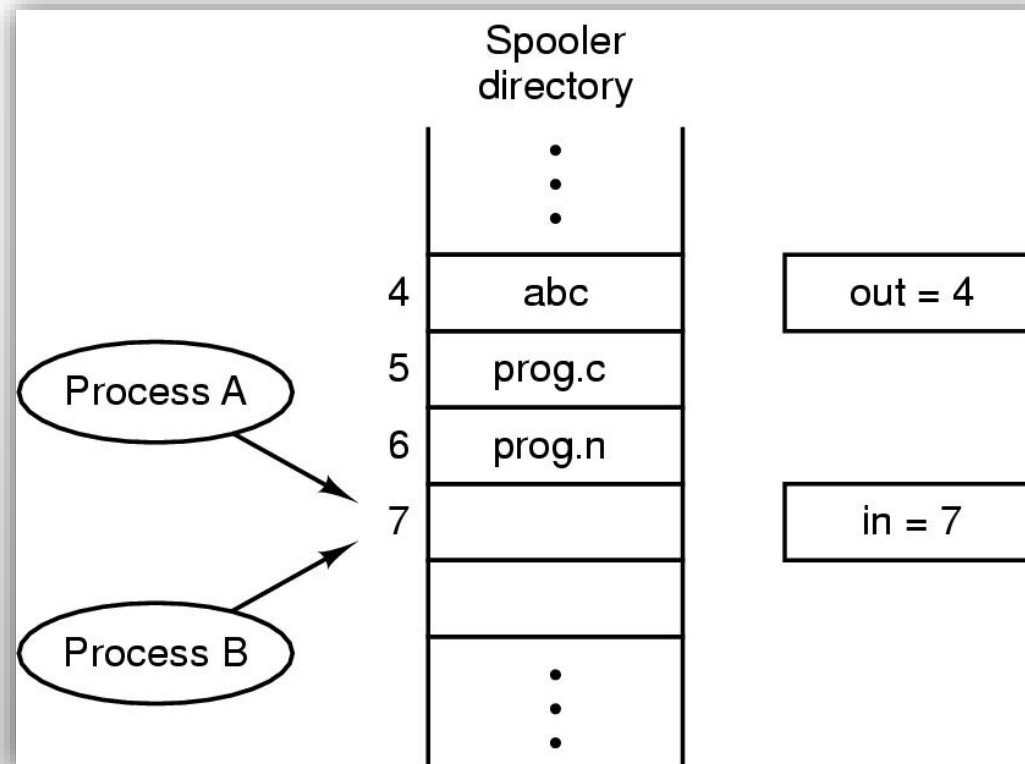 Spooler
directory
4 abc out = 4
5 prog.c
Process A
6 prog.n
7 in = 7
Process B